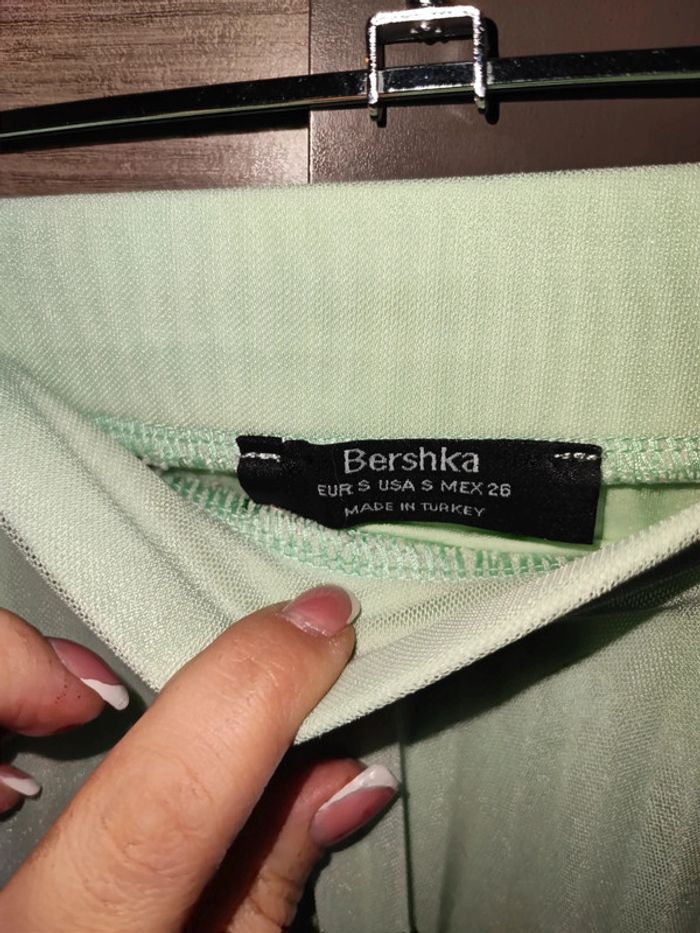 Bershka
EUR S USA S MEX 26
MADE IN TURKEY